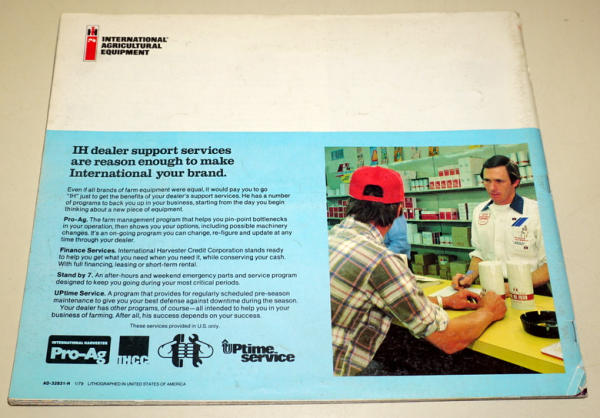 INTERNATIONAL®
AGRICULTURAL
EQUIPMENT
IH dealer support services
are reason enough to make
International your brand.
Even if all brands of farm equipment were equal, it would pay you to go
"IH" just to get the benefits of your dealer's support services. He has a number
of programs to back you up in your business, starting from the day you begin
thinking about a new piece of equipment.
Pro-Ag. The farm management program that helps you pin-point bottlenecks
in your operation, then shows you your options, including possible machinery
changes. It's an on-going program you can change, re-figure and update at any
time through your dealer.
Finance Services. International Harvester Credit Corporation stands ready
to help you get what you need when you need it, while conserving your cash.
With full financing, leasing or short-term rental.
Stand by 7. An after-hours and weekend emergency parts and service program
designed to keep you going during your most critical periods.
UPtime Service. A program that provides for regularly scheduled pre-season
maintenance to give you your best defense against downtime during the season.
Your dealer has other programs, of course—all intended to help you in your
business of farming. After all, his success depends on your success.
These services provided in U.S. only.
INTERNATIONAL HARVESTER
Pro-Ag
IHCC
UPtime
service
AD-32831-H 1/79 LITHOGRAPHED IN UNITED STATES OF AMERICA